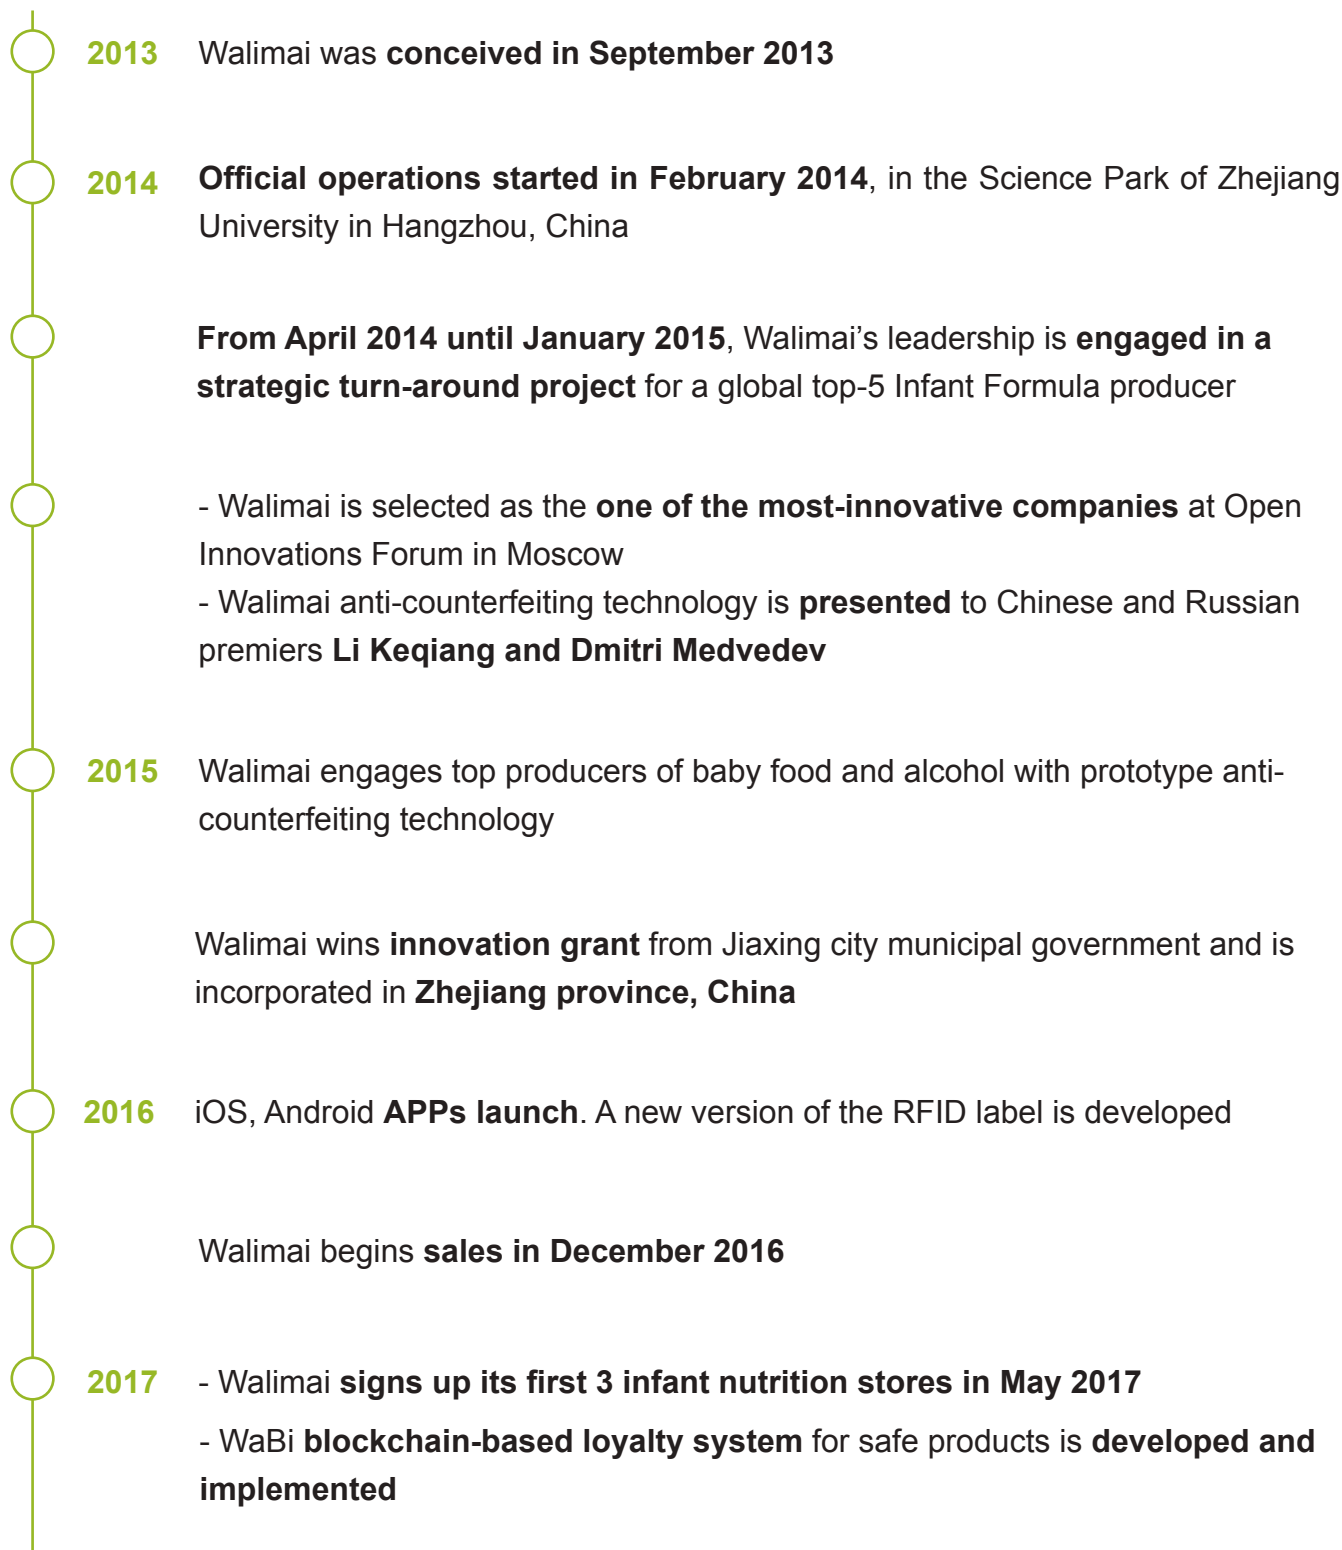 2013 Walimai was conceived in September 2013
2014 Official operations started in February 2014, in the Science Park of Zhejiang
University in Hangzhou, China
From April 2014 until January 2015, Walimai’s leadership is engaged in a
strategic turn-around project for a global top-5 Infant Formula producer
- Walimai is selected as the one of the most-innovative companies at Open
Innovations Forum in Moscow
- Walimai anti-counterfeiting technology is presented to Chinese and Russian
premiers Li Keqiang and Dmitri Medvedev
2015 Walimai engages top producers of baby food and alcohol with prototype anti-
counterfeiting technology
Walimai wins innovation grant from Jiaxing city municipal government and is
incorporated in Zhejiang province, China
2016 iOS, Android APPs launch. A new version of the RFID label is developed
Walimai begins sales in December 2016
2017 - Walimai signs up its first 3 infant nutrition stores in May 2017
- WaBi blockchain-based loyalty system for safe products is developed and
implemented